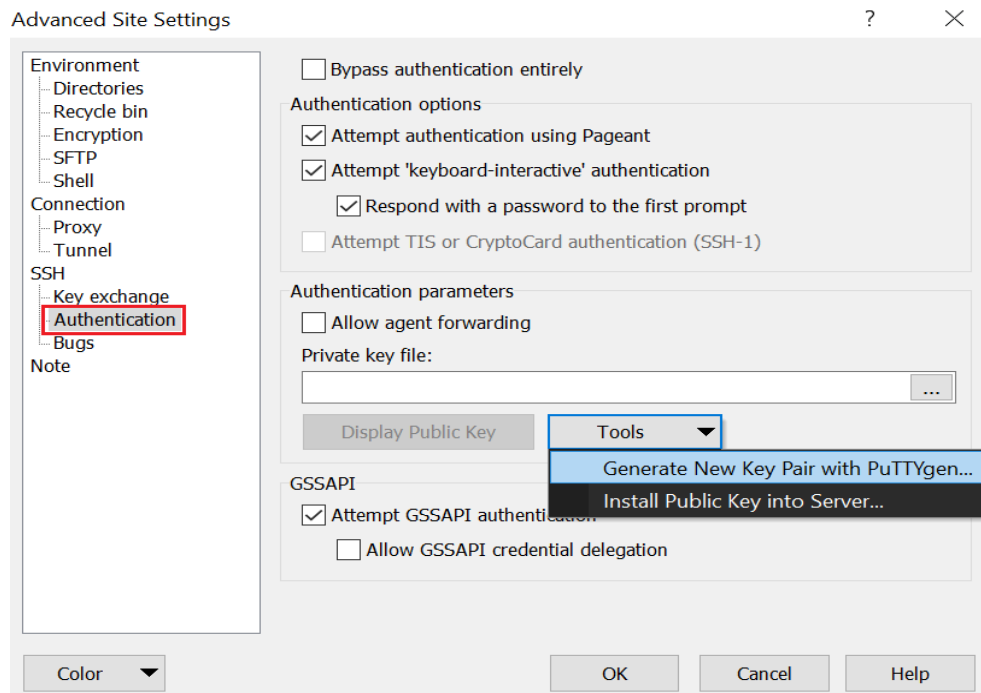 Advanced Site Settings
?
Environment
Directories
Recycle bin
Encryption
SFTP
Shell
Connection
Proxy
Tunnel
SSH
Key exchange
Authentication
Bugs
Note
Bypass authentication entirely
Authentication options
Attempt authentication using Pageant
Attempt 'keyboard-interactive' authentication
Respond with a password to the first prompt
Attempt TIS or CryptoCard authentication (SSH-1)
Authentication parameters
Allow agent forwarding
Private key file:
...
Display Public Key
Tools
Generate New Key Pair with PuTTYgen...
Install Public Key into Server...
GSSAPI
Attempt GSSAPI authentication
Allow GSSAPI credential delegation
Color
OK
Cancel
Help